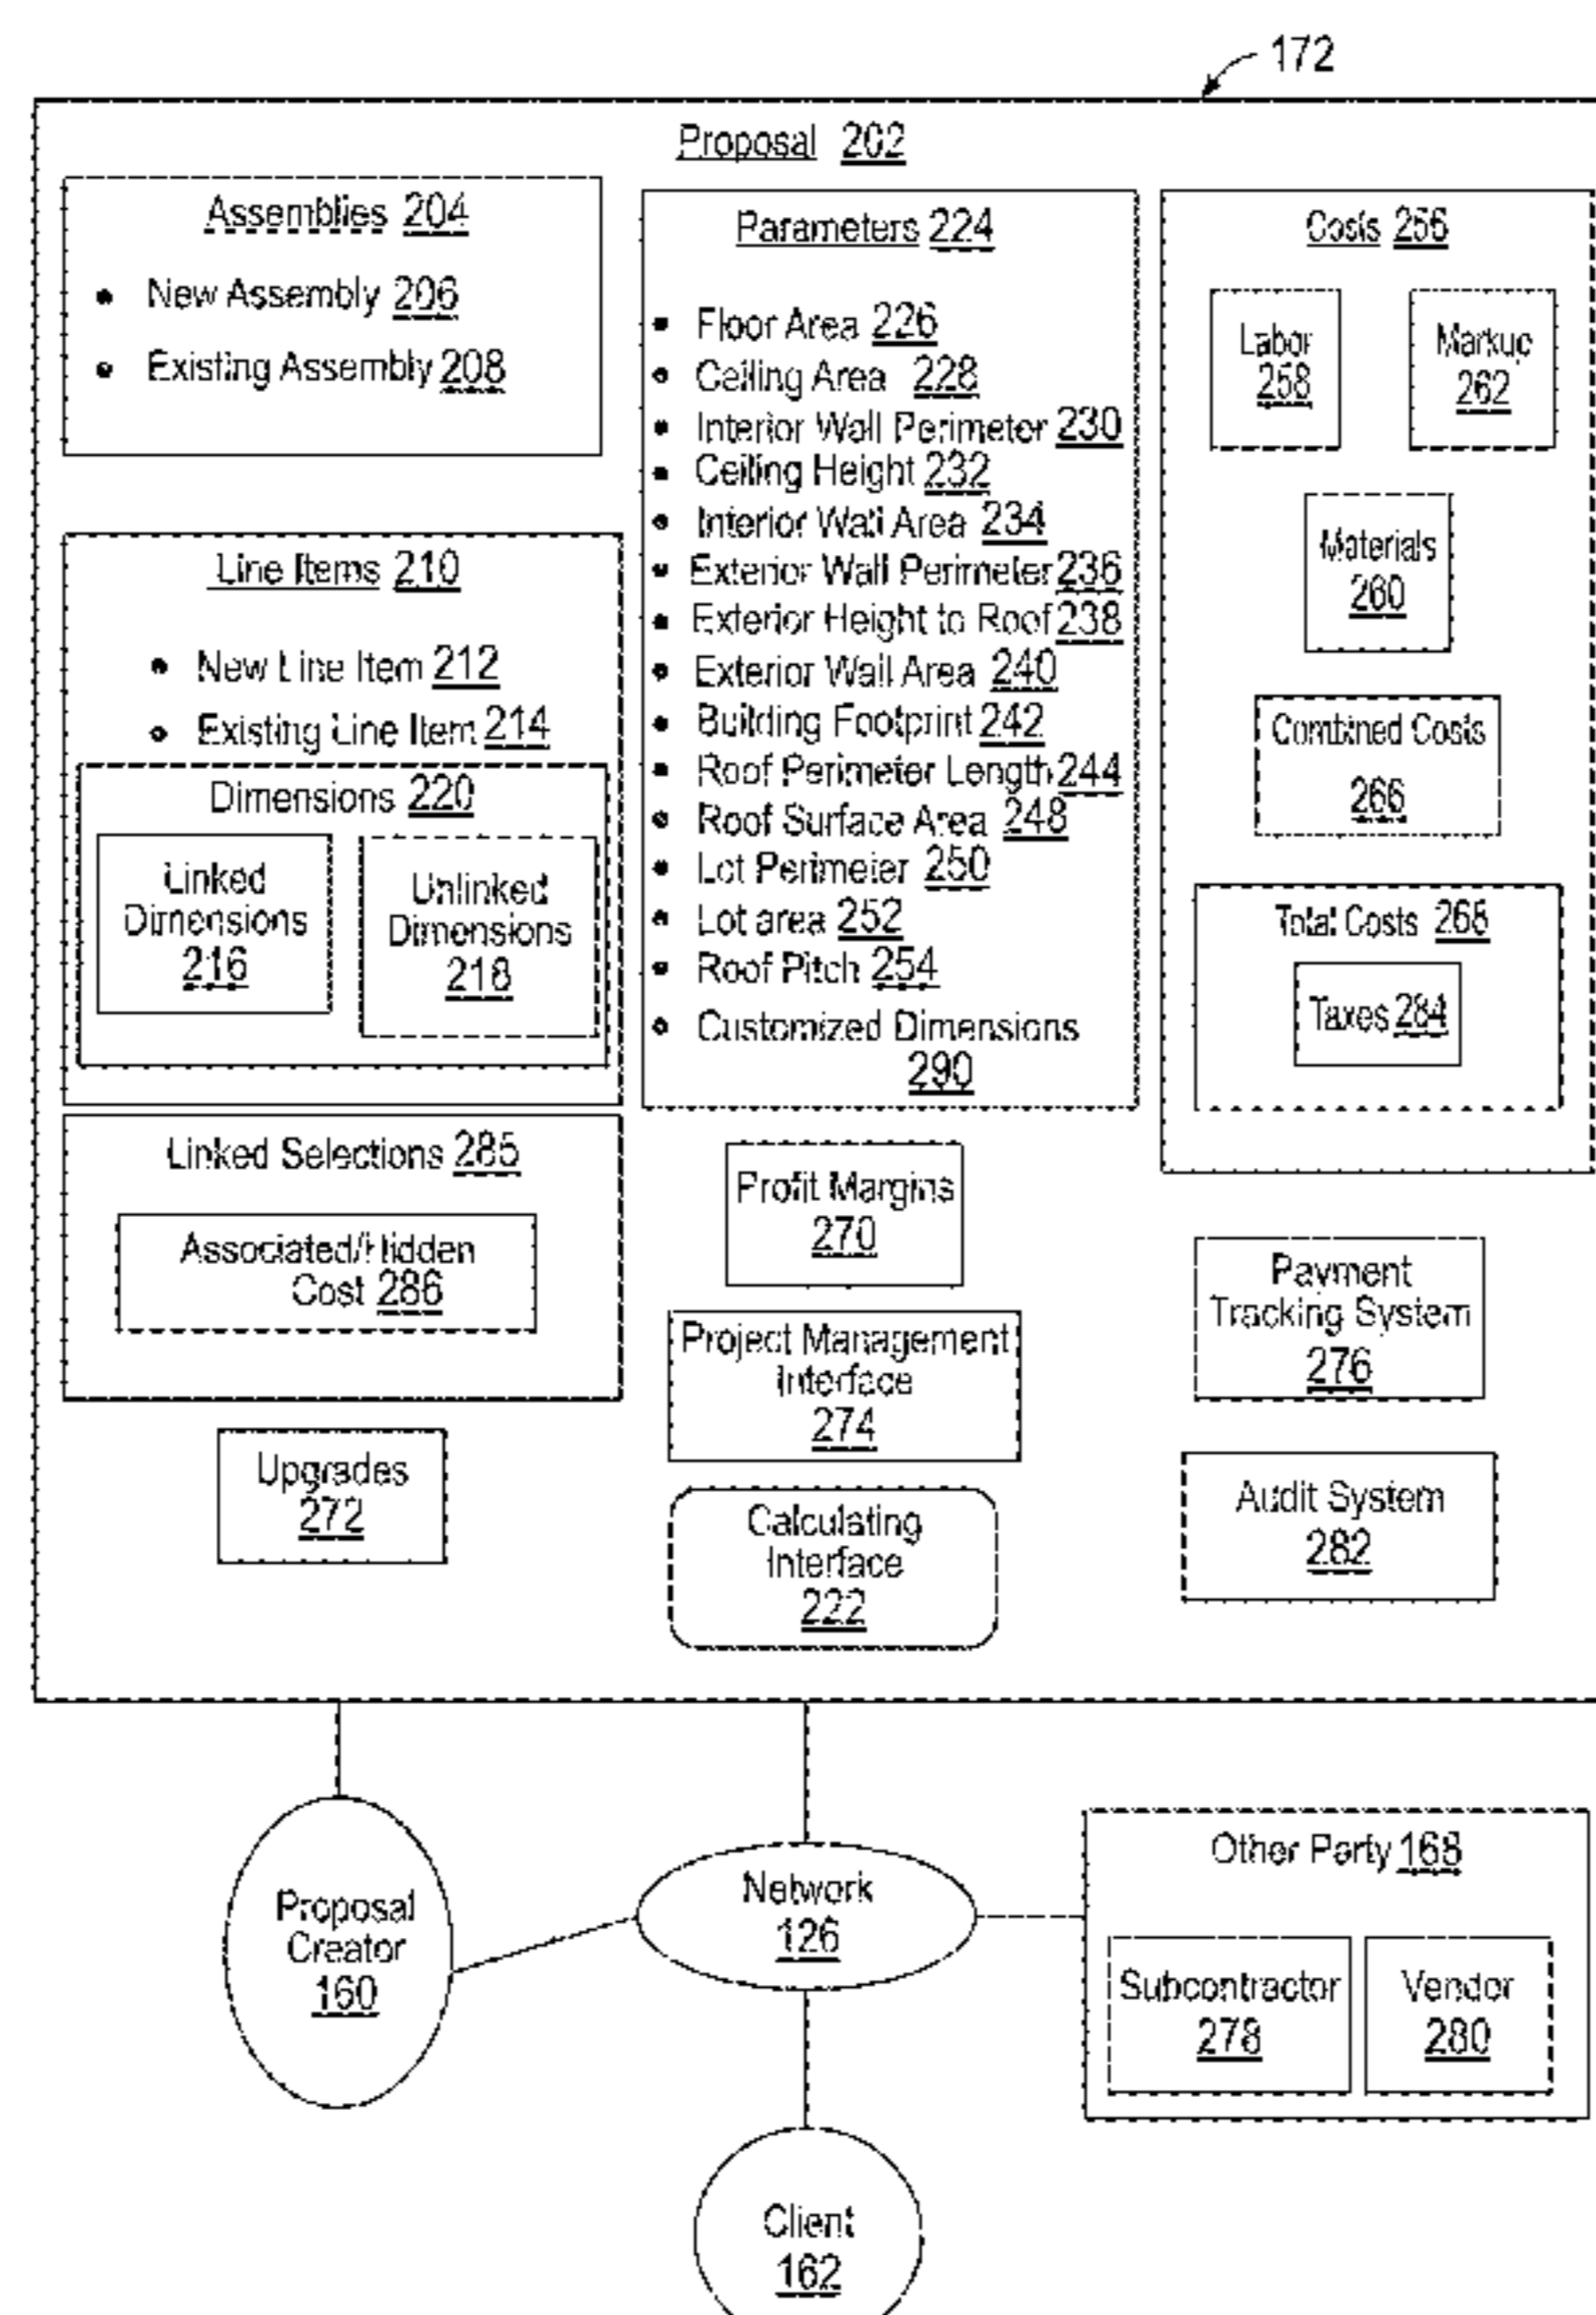 172
Proposal 202
Assemblies 204
• New Assembly 206
• Existing Assembly 208
Line Items 210
• New Line Item 212
• Existing Line Item 214
Dimensions 220
Linked
Dimensions
216
Unlinked
Dimensions
218
Linked Selections 285
Associated/Hidden
Cost 286
Upgrades
272
Parameters 224
• Floor Area 226
• Ceiling Area 228
• Interior Wall Perimeter 230
• Ceiling Height 232
• Interior Wall Area 234
• Exterior Wall Perimeter 236
• Exterior Height to Roof 238
• Exterior Wall Area 240
• Building Footprint 242
• Roof Perimeter Length 244
• Roof Surface Area 248
• Lot Perimeter 250
• Lot area 252
• Roof Pitch 254
• Customized Dimensions
290
Profit Margins
270
Project Management
Interface
274
Calculating
Interface
222
Costs 256
Labor
258
Markup
262
Materials
260
Combined Costs
266
Total Costs 268
Taxes 284
Payment
Tracking System
276
Audit System
282
Proposal
Creator
160
Network
126
Other Party 168
Subcontractor
278
Vendor
280
Client
162